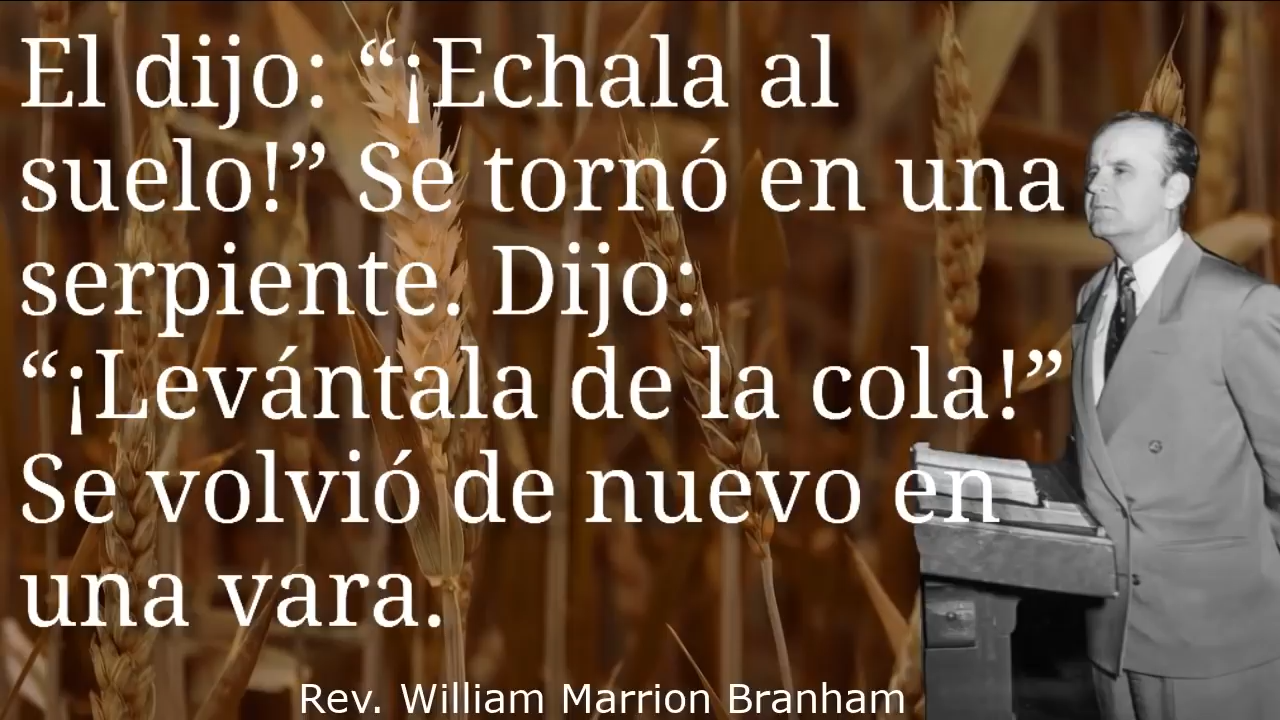 El dijo: “¡Echala al
suelo!” Se tornó en una
serpiente. Dijo:
“¡Levántala de la cola!”
Se volvió de nuevo en
una vara.
Rev. William Marrion Branham